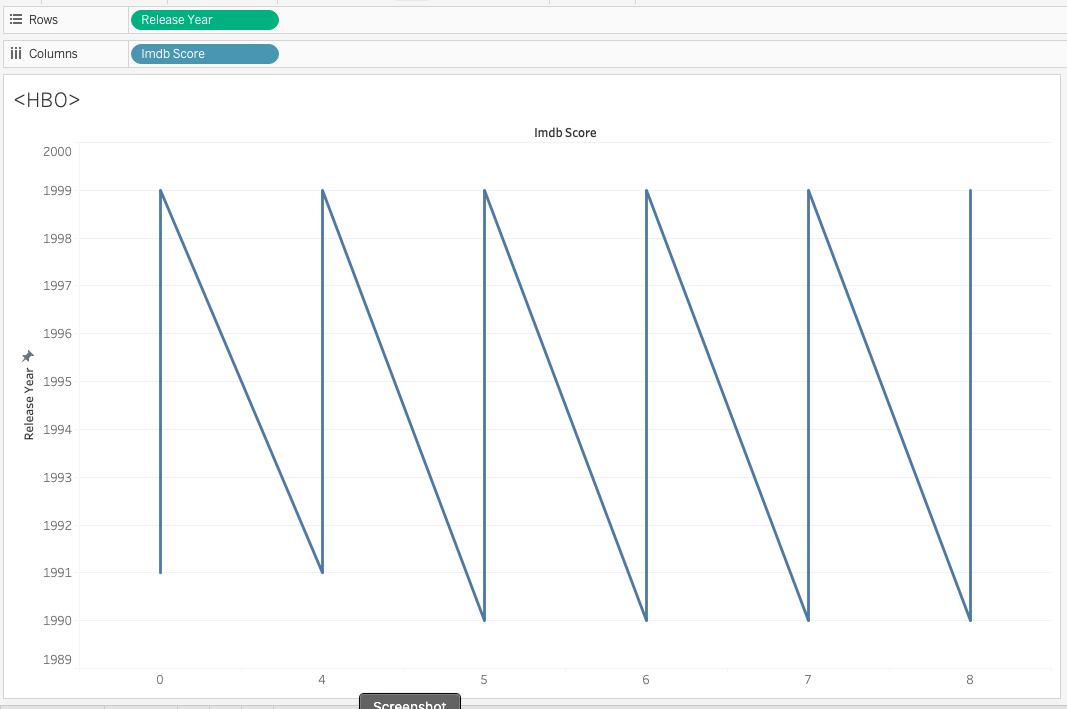 Rows
Release Year
Columns
Imdb Score
<HBO>
Imdb Score
2000
1999
1998
1997
1996
1995
1994
1993
1992
1991
1990
1989
Release Year
0 4 5 6 7 8
Screenshot